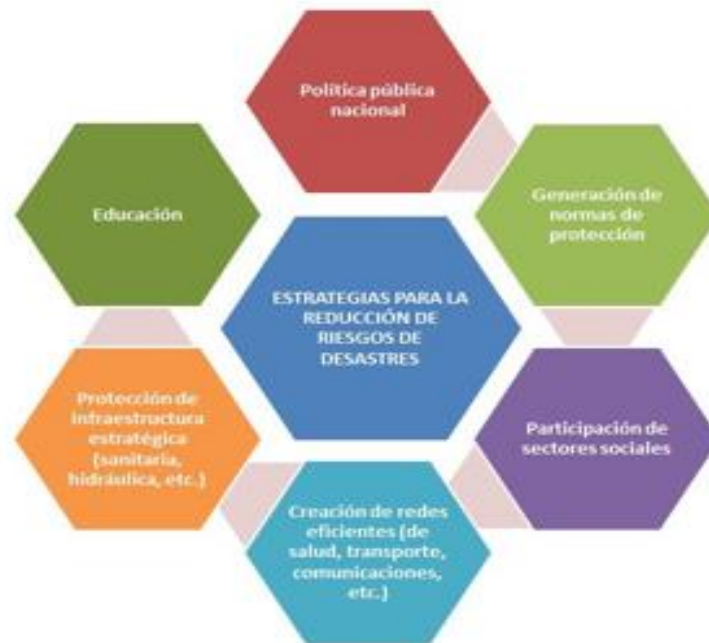 Política pública
nacional
Generación de
normas de
protección
Participación de
sectores sociales
Creación de redes
eficientes (de
salud, transporte,
comunicaciones,
etc.)
Protección de
infraestructura
estratégica
(sanitaria,
hidráulica, etc.)
Educación
ESTRATEGIAS PARA LA
REDUCCIÓN DE
RIESGOS DE
DESASTRES